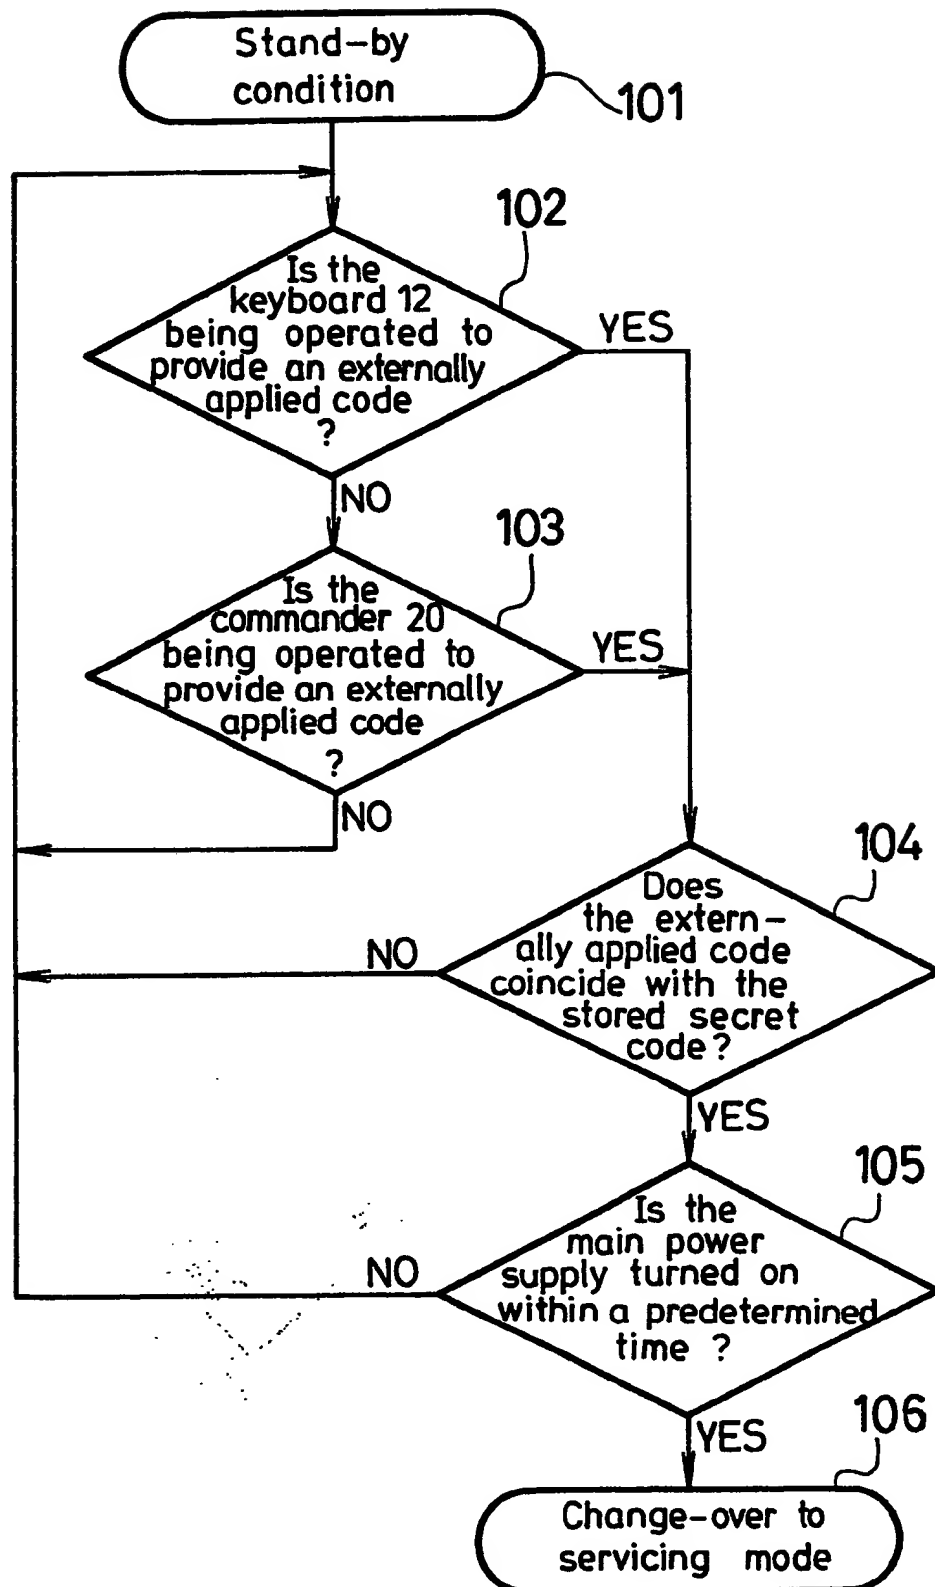 Stand-by
condition
101
102
Is the
keyboard 12
being operated to
provide an externally
applied code
?
YES
NO
103
Is the
commander 20
being operated to
provide an externally
applied code
?
YES
NO
104
Does
the extern-
ally applied code
coincide with the
stored secret
code?
NO
YES
105
Is the
main power
supply turned on
within a predetermined
time ?
NO
YES
106
Change-over to
servicing mode